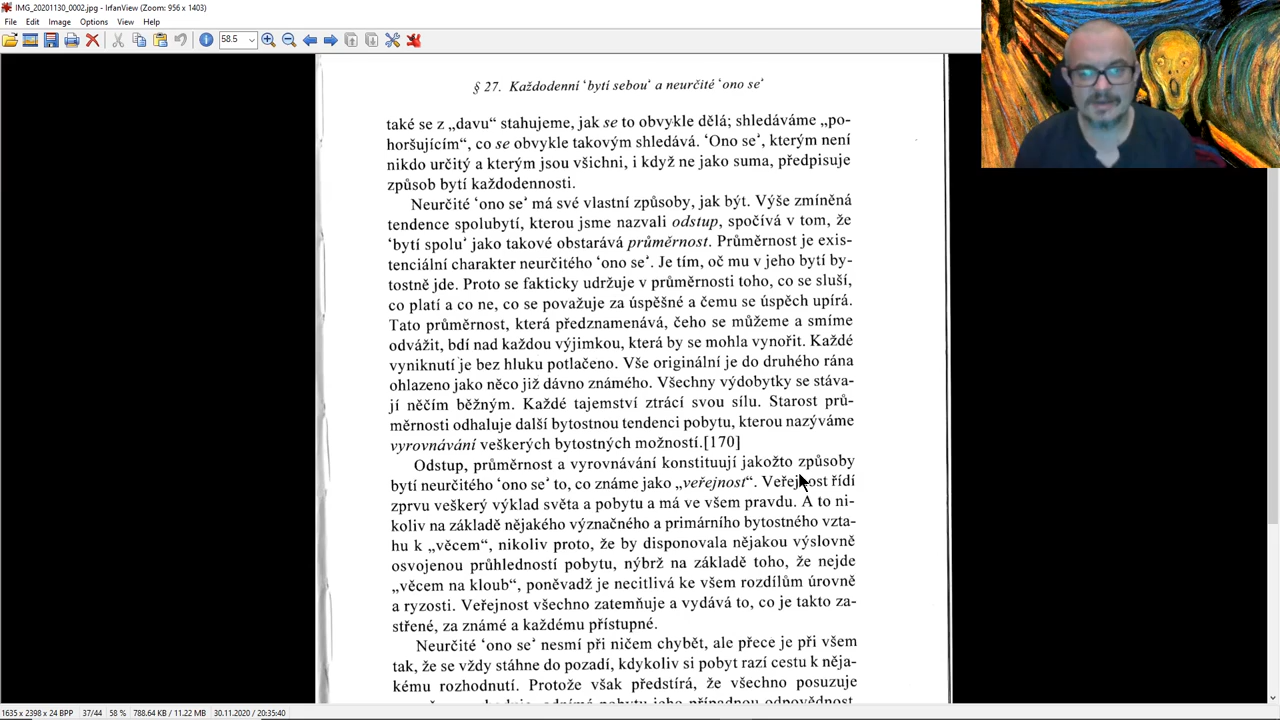 IMG_20201130_0002.jpg - IrfanView (Zoom: 956 x 1403)
File Edit Image Options View Help
58.5
§ 27. Každodenní ‘bytí sebou’ a neurčité ‘ono se’
také se z „davu“ stahujeme, jak se to obvykle dělá; shledáváme „po-
horšujícím“, co se obvykle takovým shledává. ‘Ono se’, kterým není
nikdo určitý a kterým jsou všichni, i když ne jako suma, předpisuje
způsob bytí každodennosti.
Neurčité ‘ono se’ má své vlastní způsoby, jak být. Výše zmíněná
tendence spolubytí, kterou jsme nazvali odstup, spočívá v tom, že
‘bytí spolu’ jako takové obstarává průměrnost. Průměrnost je exis-
tenciální charakter neurčitého ‘ono se’. Je tím, oč mu v jeho bytí by-
tostně jde. Proto se fakticky udržuje v průměrnosti toho, co se sluší,
co platí a co ne, co se považuje za úspěšné a čemu se úspěch upírá.
Tato průměrnost, která předznamenává, čeho se můžeme a smíme
odvážit, bdí nad každou výjimkou, která by se mohla vynořit. Každé
vyniknutí je bez hluku potlačeno. Vše originální je do druhého rána
ohlazeno jako něco již dávno známého. Všechny výdobytky se stáva-
jí něčím běžným. Každé tajemství ztrácí svou sílu. Starost prů-
měrnosti odhaluje další bytostnou tendenci pobytu, kterou nazýváme
vyrovnávání veškerých bytostných možností.[170]
Odstup, průměrnost a vyrovnávání konstituují jakožto způsoby
bytí neurčitého ‘ono se’ to, co známe jako „veřejnost“. Veřejnost řídí
zprvu veškerý výklad světa a pobytu a má ve všem pravdu. A to ni-
koliv na základě nějakého význačného a primárního bytostného vzta-
hu k „věcem“, nikoliv proto, že by disponovala nějakou výslovně
osvojenou průhledností pobytu, nýbrž na základě toho, že nejde
„věcem na kloub“, poněvadž je necitlivá ke všem rozdílům úrovně
a ryzosti. Veřejnost všechno zatemňuje a vydává to, co je takto za-
střené, za známé a každému přístupné.
Neurčité ‘ono se’ nesmí při ničem chybět, ale přece je při všem
tak, že se vždy stáhne do pozadí, kdykoliv si pobyt razí cestu k něja-
kému rozhodnutí. Protože však předstírá, že všechno posuzuje
1635 x 2398 x 24 BPP 37/44 58 % 788.64 KB / 11.22 MB 30.11.2020 / 20:35:40